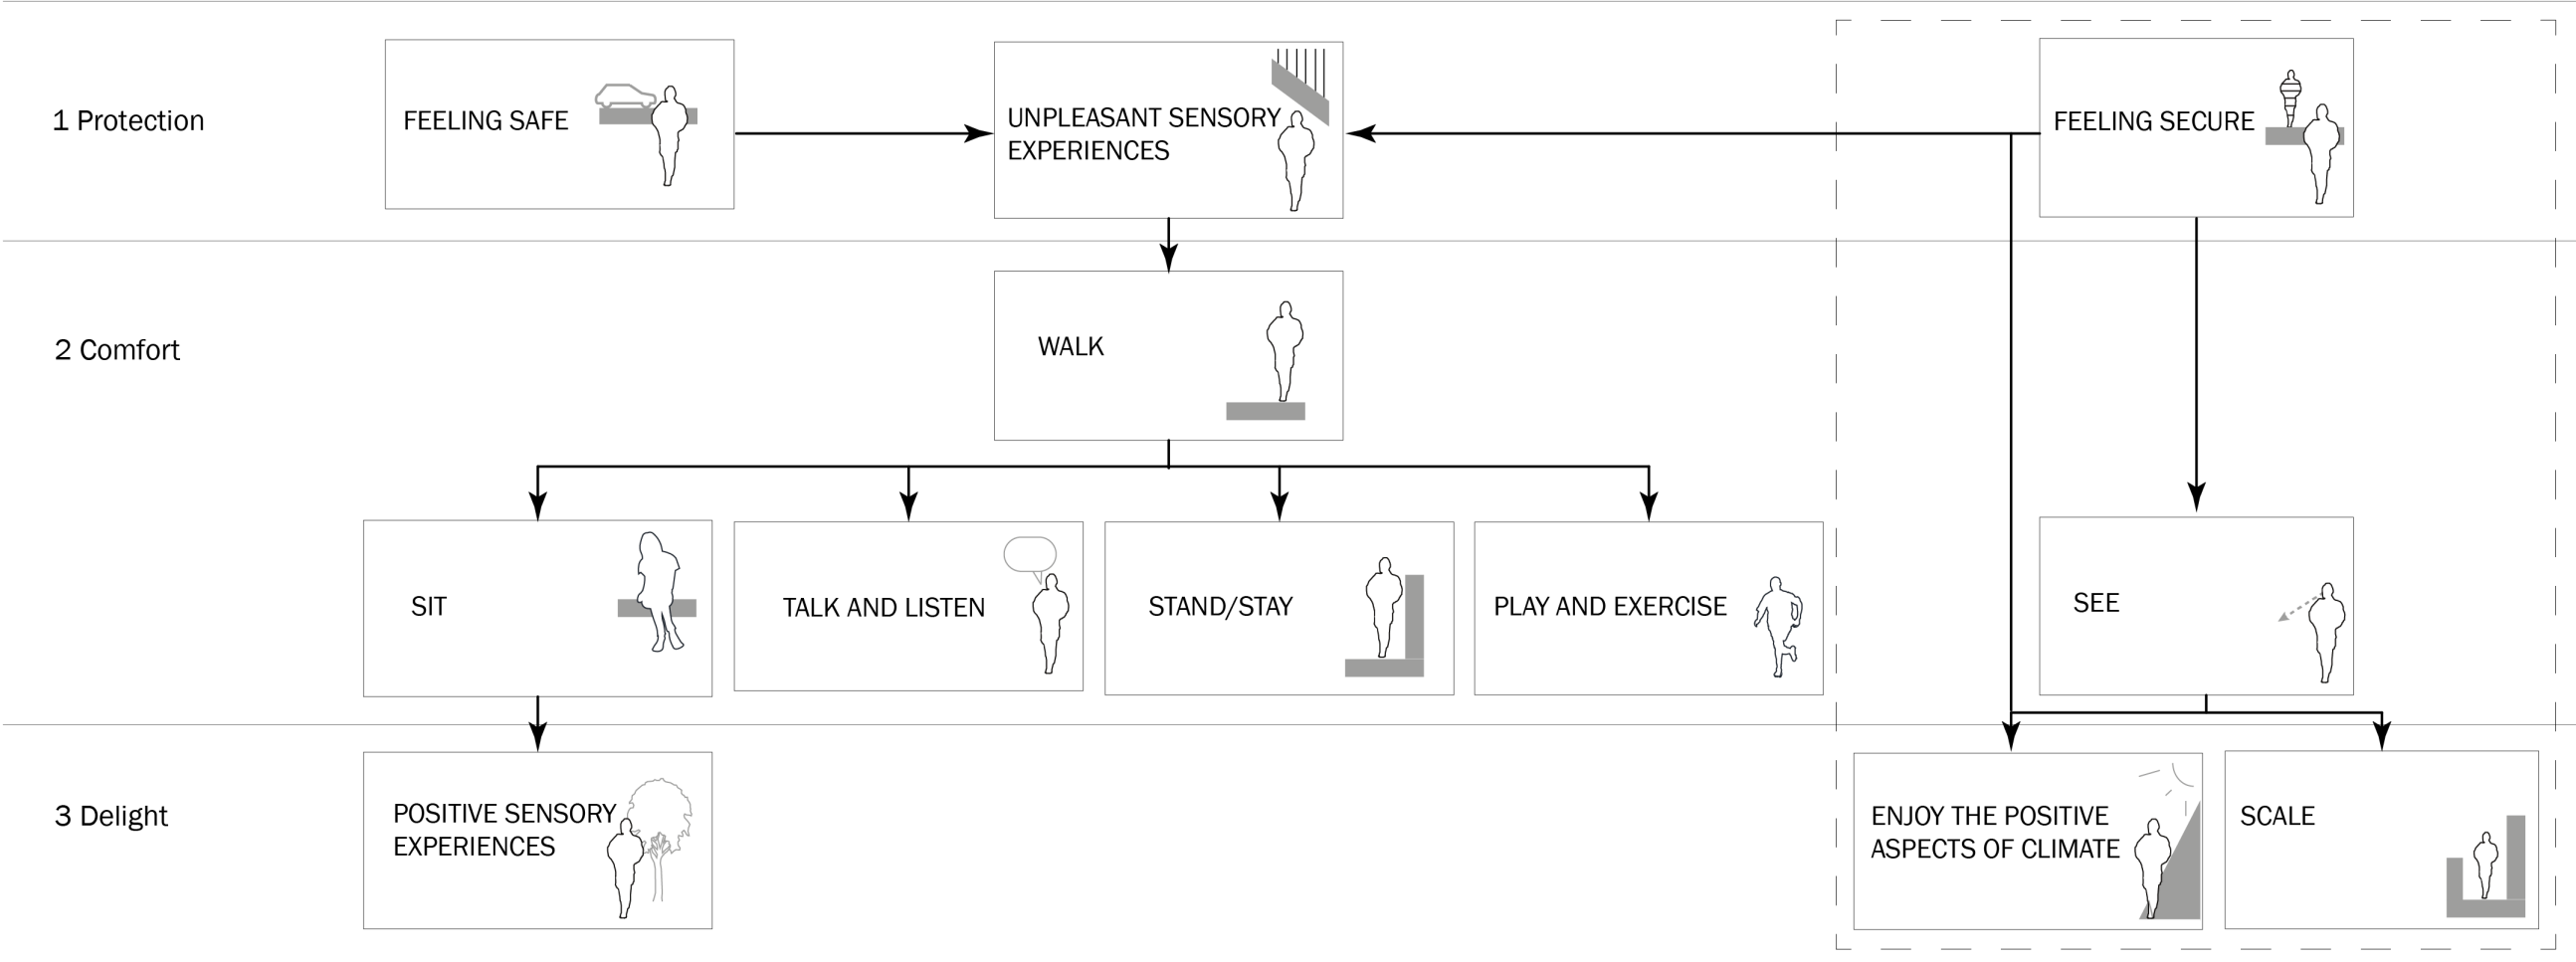 1 Protection
FEELING SAFE
UNPLEASANT SENSORY
EXPERIENCES
FEELING SECURE
2 Comfort
WALK
SIT
TALK AND LISTEN
STAND/STAY
PLAY AND EXERCISE
SEE
3 Delight
POSITIVE SENSORY
EXPERIENCES
ENJOY THE POSITIVE
ASPECTS OF CLIMATE
SCALE